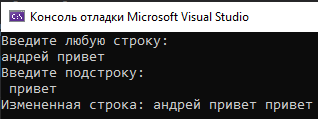 Консоль отладки Microsoft Visual Studio
Введите любую строку:
андрей привет
Введите подстроку:
 привет
Измененная строка: андрей привет привет